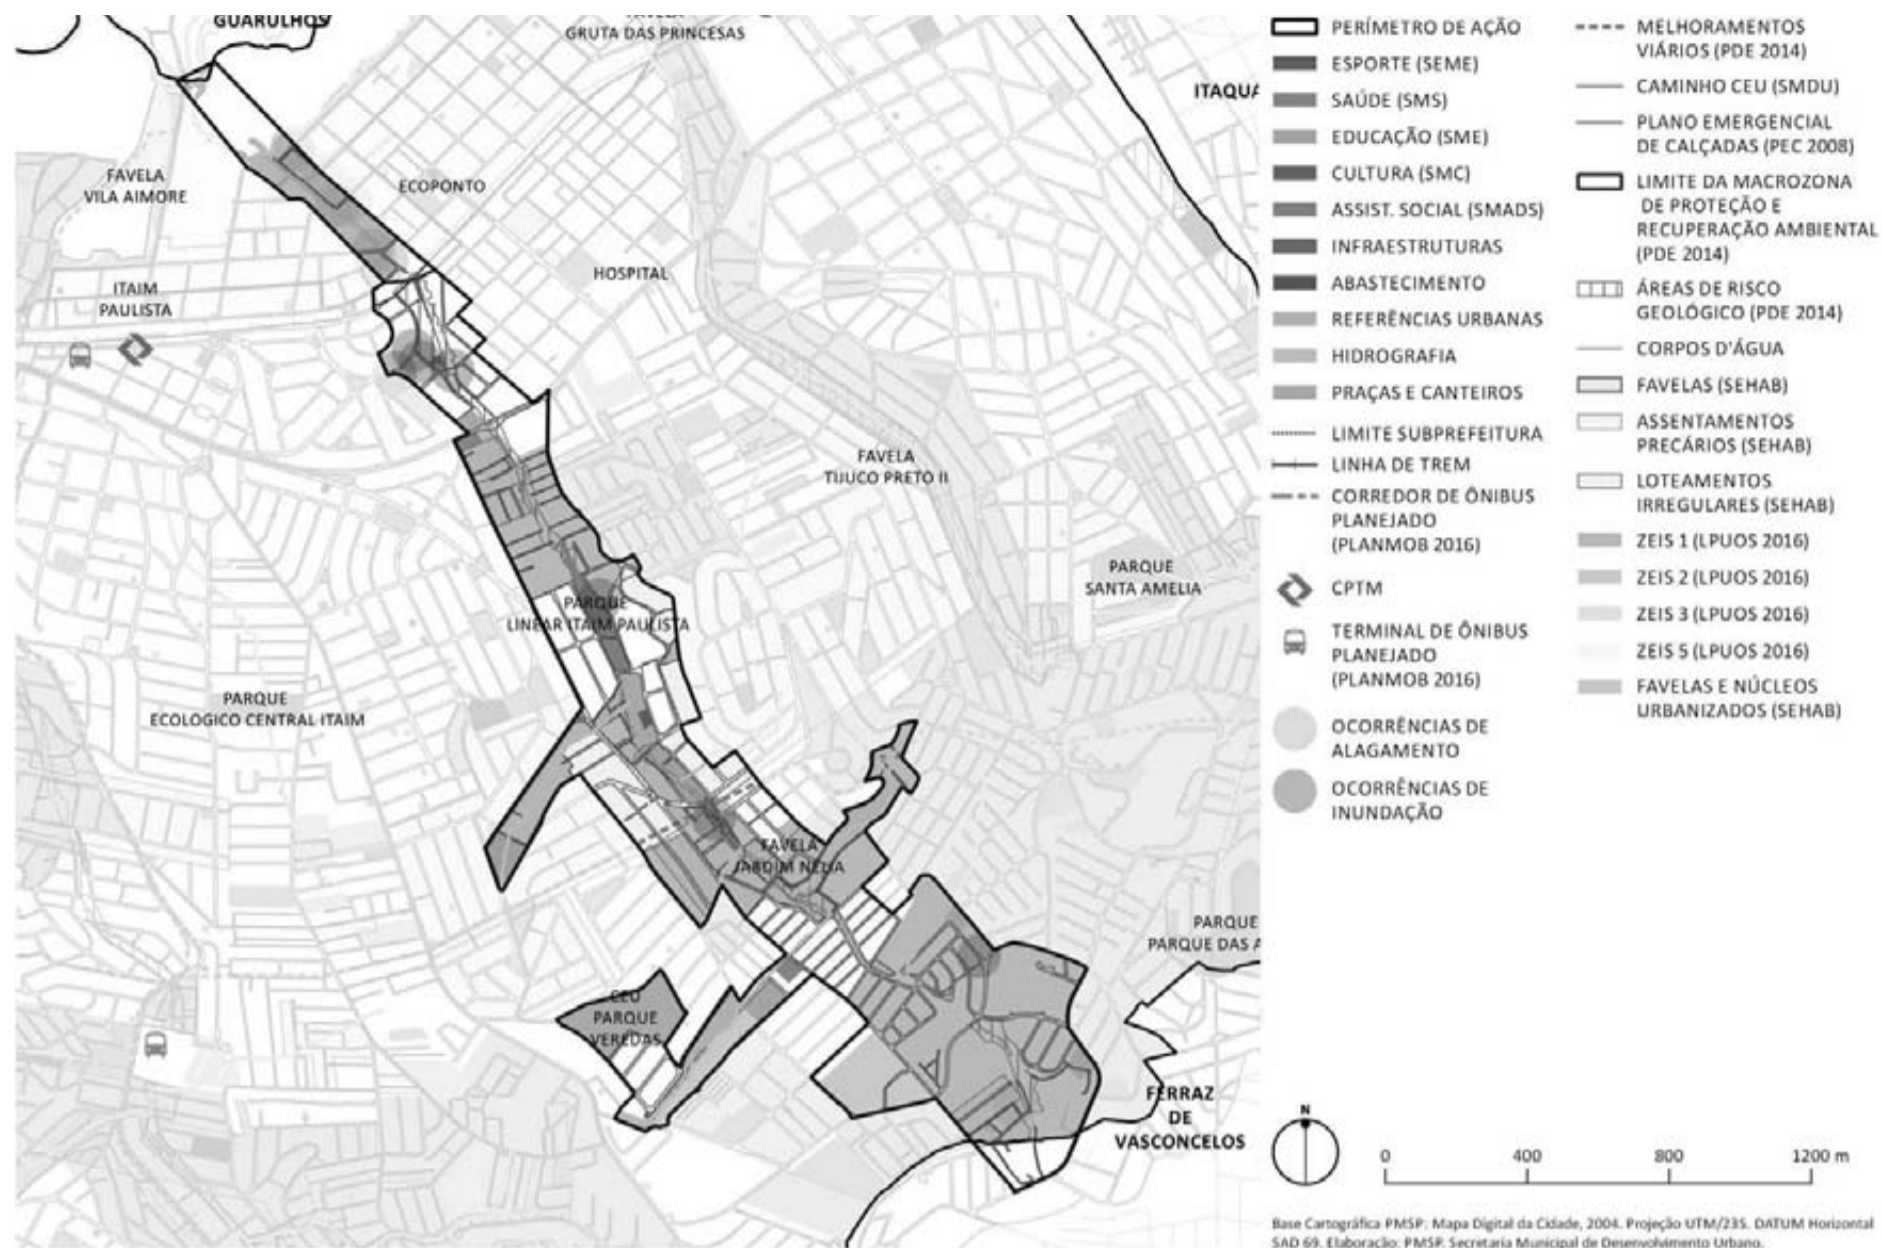 GUARULHOS
GRUTA DAS PRINCESAS
ITAQUA
FAVELA
VILA AIMORE
ECOPONTO
HOSPITAL
ITAIM
PAULISTA
FAVELA
TIJUCO PRETO II
PARQUE
SANTA AMELIA
PARQUE
LINEAR ITAIM PAULISTA
PARQUE
ECOLOGICO CENTRAL ITAIM
FAVELA
JARDIM NELIA
PARQUE
PARQUE DAS A
CEU
PARQUE
VEREDAS
FERRAZ
DE
VASCONCELOS
PERÍMETRO DE AÇÃO
ESPORTE (SEME)
SAÚDE (SMS)
EDUCAÇÃO (SME)
CULTURA (SMC)
ASSIST. SOCIAL (SMADS)
INFRAESTRUTURAS
ABASTECIMENTO
REFERÊNCIAS URBANAS
HIDROGRAFIA
PRAÇAS E CANTEIROS
LIMITE SUBPREFEITURA
LINHA DE TREM
CORREDOR DE ÔNIBUS
PLANEJADO
(PLANMOB 2016)
CPTM
TERMINAL DE ÔNIBUS
PLANEJADO
(PLANMOB 2016)
OCORRÊNCIAS DE
ALAGAMENTO
OCORRÊNCIAS DE
INUNDAÇÃO
MELHORAMENTOS
VIÁRIOS (PDE 2014)
CAMINHO CEU (SMDU)
PLANO EMERGENCIAL
DE CALÇADAS (PEC 2008)
LIMITE DA MACROZONA
DE PROTEÇÃO E
RECUPERAÇÃO AMBIENTAL
(PDE 2014)
ÁREAS DE RISCO
GEOLÓGICO (PDE 2014)
CORPOS D'ÁGUA
FAVELAS (SEHAB)
ASSENTAMENTOS
PRECÁRIOS (SEHAB)
LOTEAMENTOS
IRREGULARES (SEHAB)
ZEIS 1 (LPUOS 2016)
ZEIS 2 (LPUOS 2016)
ZEIS 3 (LPUOS 2016)
ZEIS 5 (LPUOS 2016)
FAVELAS E NÚCLEOS
URBANIZADOS (SEHAB)
N
0 400 800 1200 m
Base Cartográfica PMSP: Mapa Digital da Cidade, 2004. Projeção UTM/23S. DATUM Horizontal
SAD 69. Elaboração: PMSP. Secretaria Municipal de Desenvolvimento Urbano.